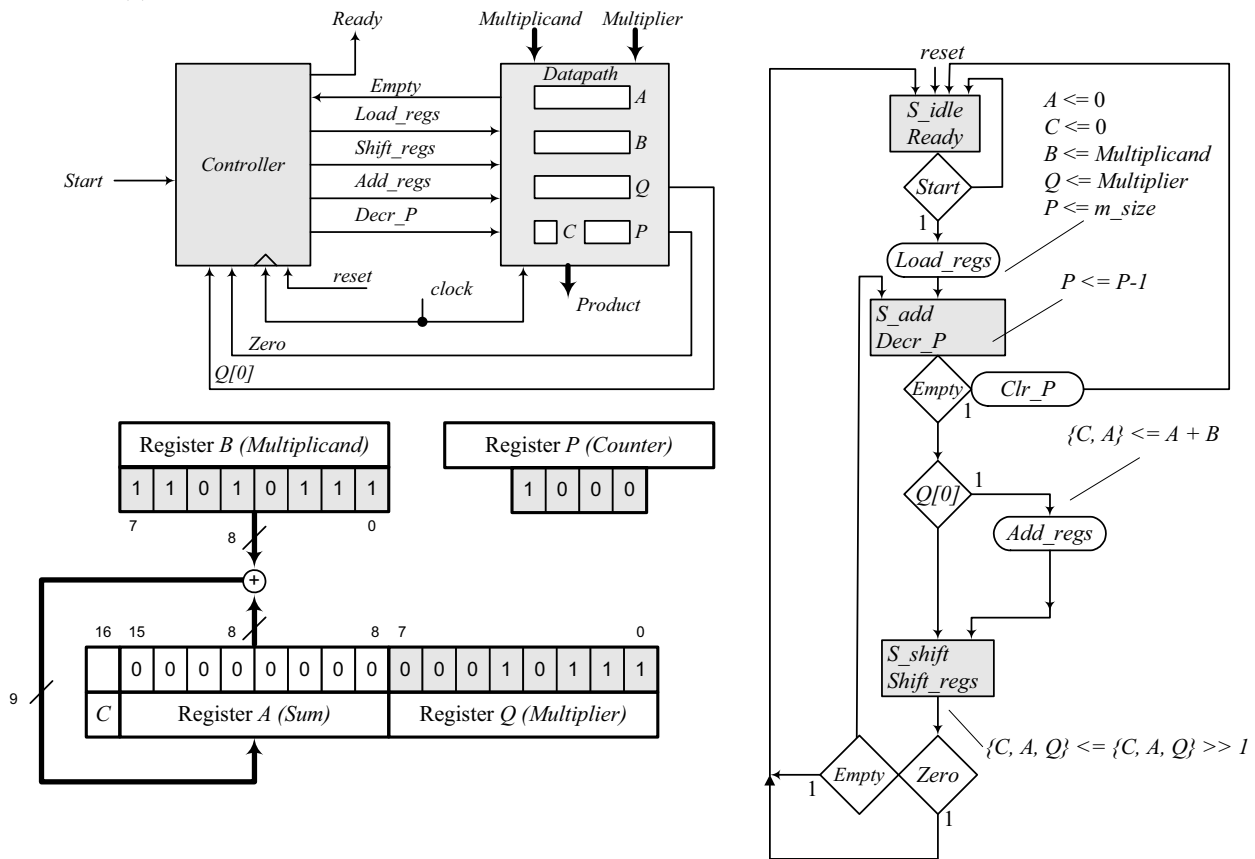 Ready
Multiplicand
Multiplier
Controller
Start
Empty
Load_regs
Shift_regs
Add_regs
Decr_P
Datapath
A
B
Q
C
P
reset
clock
Product
Zero
Q[0]
Register B (Multiplicand)
1 1 0 1 0 1 1 1
7
0
8
Register P (Counter)
1 0 0 0
+
16 15 8 8 7 0
0 0 0 0 0 0 0 0 0 0 0 1 0 1 1 1
C
Register A (Sum)
Register Q (Multiplier)
9
reset
S_idle
Ready
Start
1
A <= 0
C <= 0
B <= Multiplicand
Q <= Multiplier
P <= m_size
Load_regs
P <= P-1
S_add
Decr_P
Empty
1
Clr_P
{C, A} <= A + B
Q[0]
1
Add_regs
S_shift
Shift_regs
{C, A, Q} <= {C, A, Q} >> 1
Empty
1
Zero
1